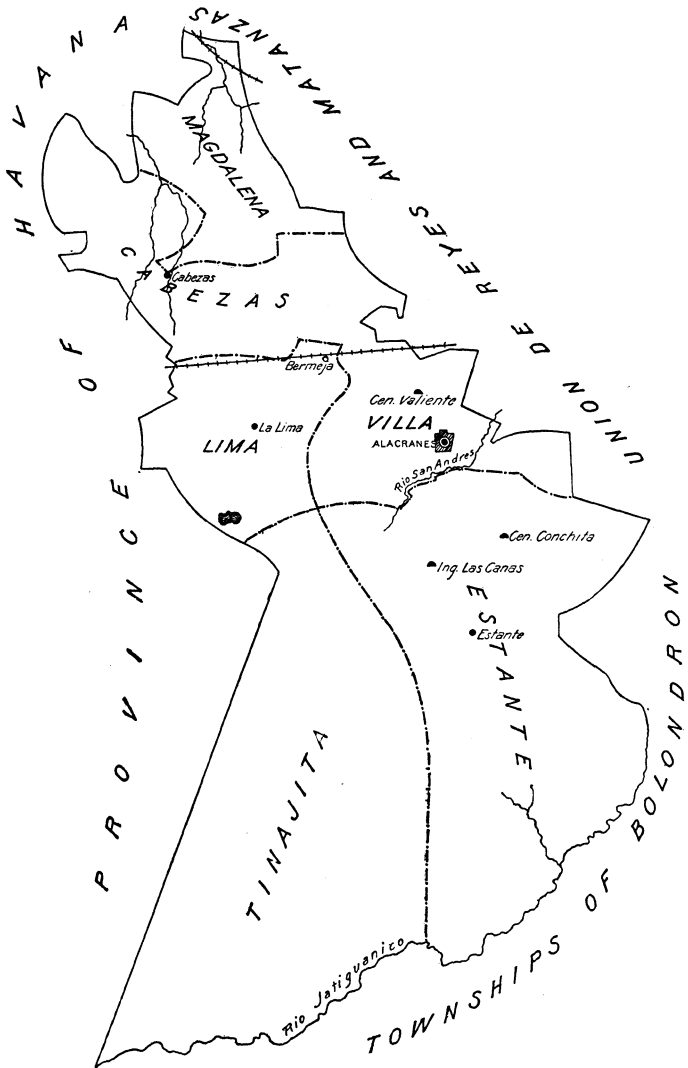 PROVINCE OF HAVANA
TOWNSHIPS OF BOLONDRON
UNION DE REYES AND MATANZAS
MAGDALENA
CABEZAS
Cabezas
Bermeja
Cen. Valiente
La Lima
LIMA
VILLA
ALACRANES
Rio San Andres
Cen. Conchita
Ing. Las Canas
Estante
ESTANTE
TINAJITA
Rio Jatiguanico